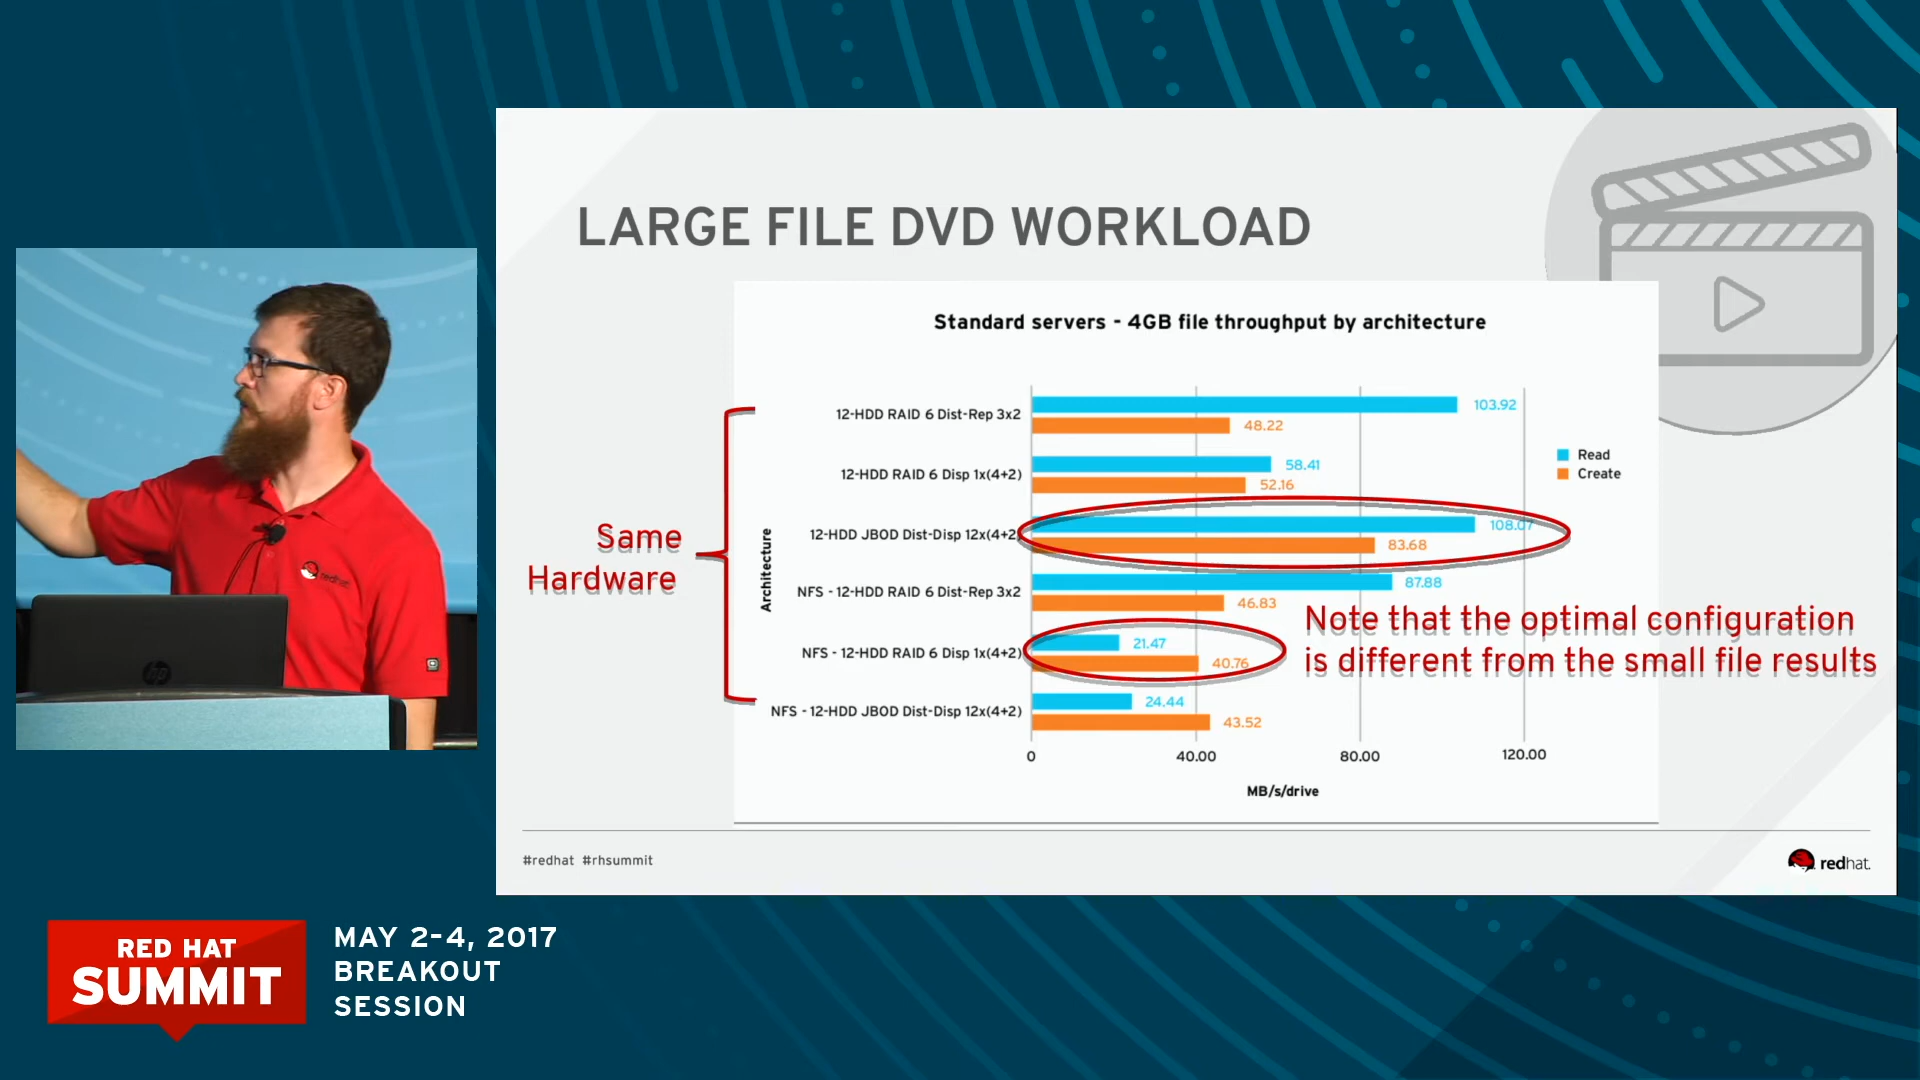 LARGE FILE DVD WORKLOAD
Standard servers - 4GB file throughput by architecture
12-HDD RAID 6 Dist-Rep 3x2
103.92
48.22
12-HDD RAID 6 Disp 1x(4+2)
58.41
52.16
12-HDD JBOD Dist-Disp 12x(4+2)
108.07
83.68
NFS - 12-HDD RAID 6 Dist-Rep 3x2
87.88
46.83
NFS - 12-HDD RAID 6 Disp 1x(4+2)
21.47
40.76
NFS - 12-HDD JBOD Dist-Disp 12x(4+2)
24.44
43.52
Read
Create
Architecture
0 40.00 80.00 120.00
MB/s/drive
Same
Hardware
Note that the optimal configuration
is different from the small file results
#redhat #rhsummit
redhat.
redhat
hp
RED HAT
SUMMIT
MAY 2-4, 2017
BREAKOUT
SESSION